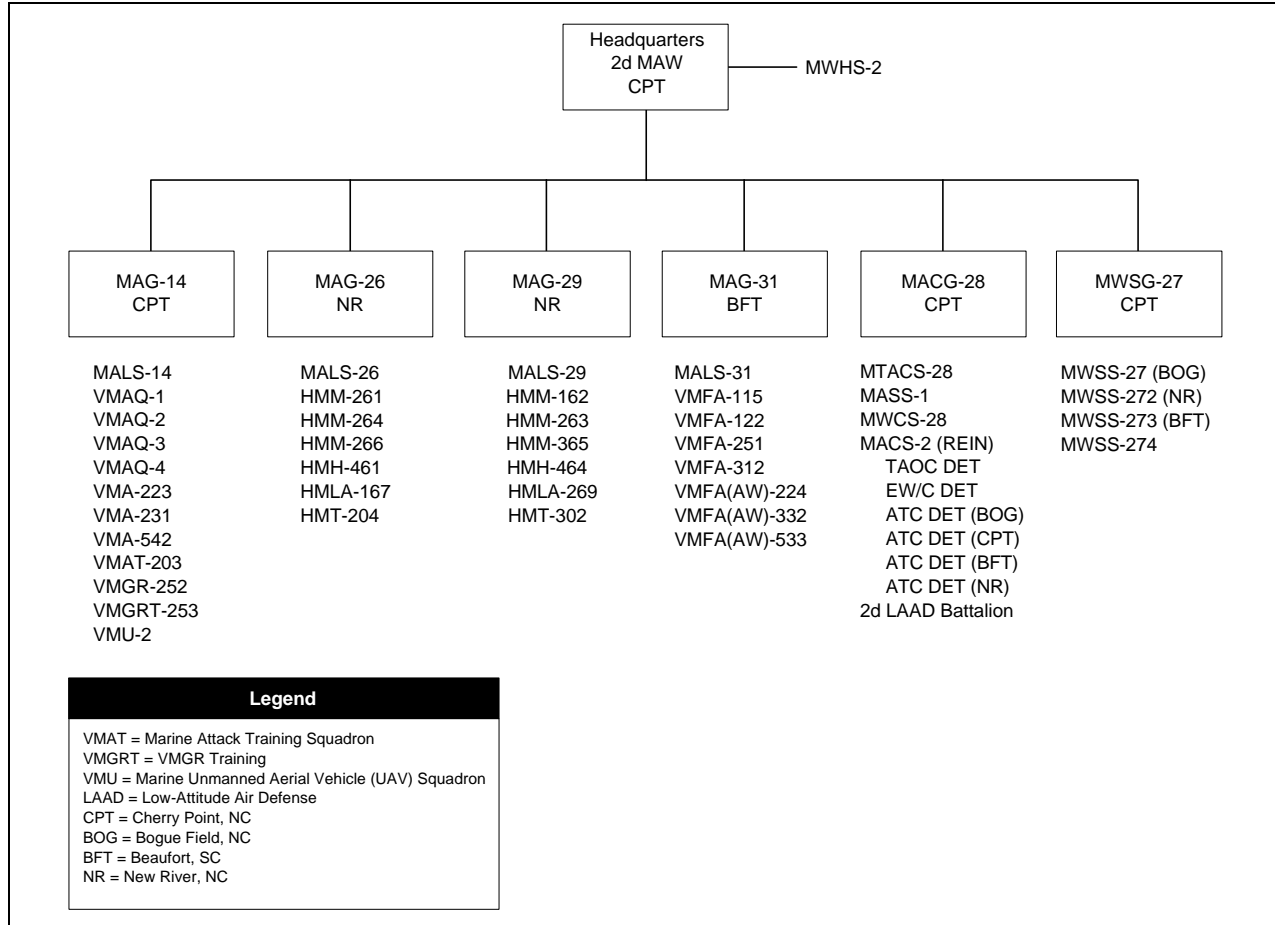 Headquarters
2d MAW
CPT
MWHS-2
MAG-14
CPT
MAG-26
NR
MAG-29
NR
MAG-31
BFT
MACG-28
CPT
MWSG-27
CPT
MALS-14
VMAQ-1
VMAQ-2
VMAQ-3
VMAQ-4
VMA-223
VMA-231
VMA-542
VMAT-203
VMGR-252
VMGRT-253
VMU-2
MALS-26
HMM-261
HMM-264
HMM-266
HMH-461
HMLA-167
HMT-204
MALS-29
HMM-162
HMM-263
HMM-365
HMH-464
HMLA-269
HMT-302
MALS-31
VMFA-115
VMFA-122
VMFA-251
VMFA-312
VMFA(AW)-224
VMFA(AW)-332
VMFA(AW)-533
MTACS-28
MASS-1
MWCS-28
MACS-2 (REIN)
TAOC DET
EW/C DET
ATC DET (BOG)
ATC DET (CPT)
ATC DET (BFT)
ATC DET (NR)
2d LAAD Battalion
MWSS-27 (BOG)
MWSS-272 (NR)
MWSS-273 (BFT)
MWSS-274
Legend
VMAT = Marine Attack Training Squadron
VMGRT = VMGR Training
VMU = Marine Unmanned Aerial Vehicle (UAV) Squadron
LAAD = Low-Attitude Air Defense
CPT = Cherry Point, NC
BOG = Bogue Field, NC
BFT = Beaufort, SC
NR = New River, NC